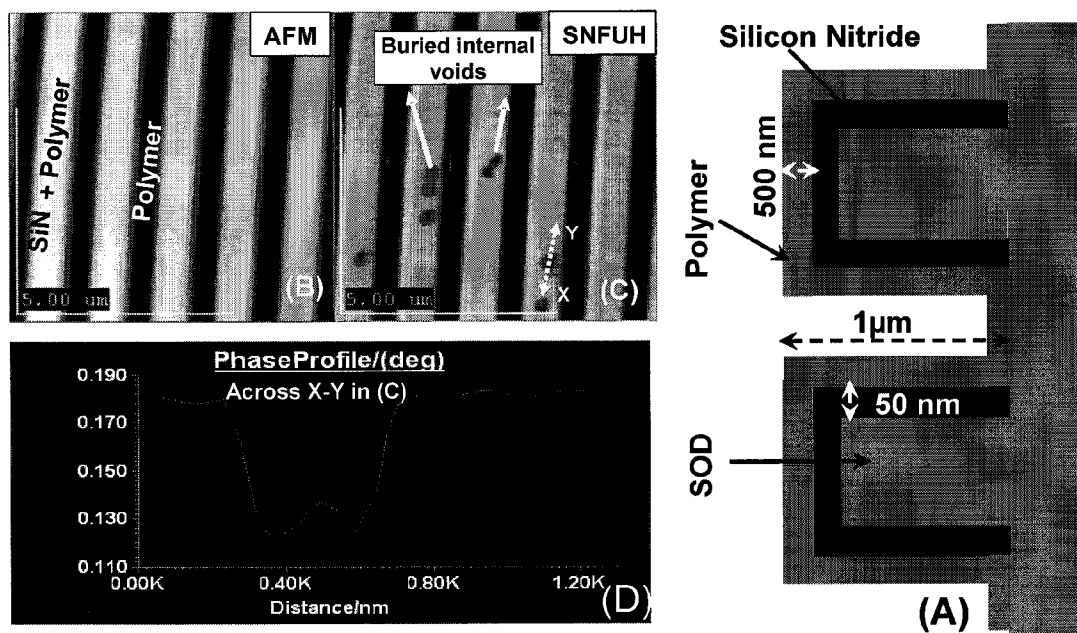 AFM
SiN + Polymer
Polymer
5.00 um
(B)
SNFUH
Buried internal
voids
Y
X
5.00 um
(C)
PhaseProfile/(deg)
Across X-Y in (C)
0.190
0.170
0.150
0.130
0.110
0.00K
0.40K
0.80K
1.20K
Distance/nm
(D)
Silicon Nitride
500 nm
Polymer
1µm
50 nm
SOD
(A)